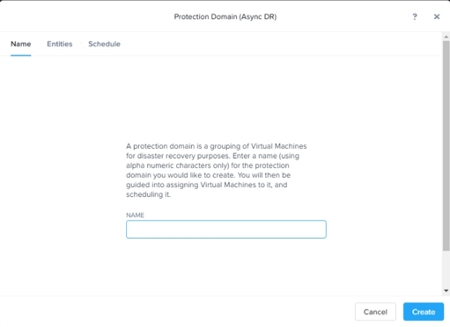 Protection Domain (Async DR)
? ×
Name Entities Schedule
A protection domain is a grouping of Virtual Machines
for disaster recovery purposes. Enter a name (using
alpha numeric characters only) for the protection
domain you would like to create. You will then be
guided into assigning Virtual Machines to it, and
scheduling it.
NAME
Cancel Create